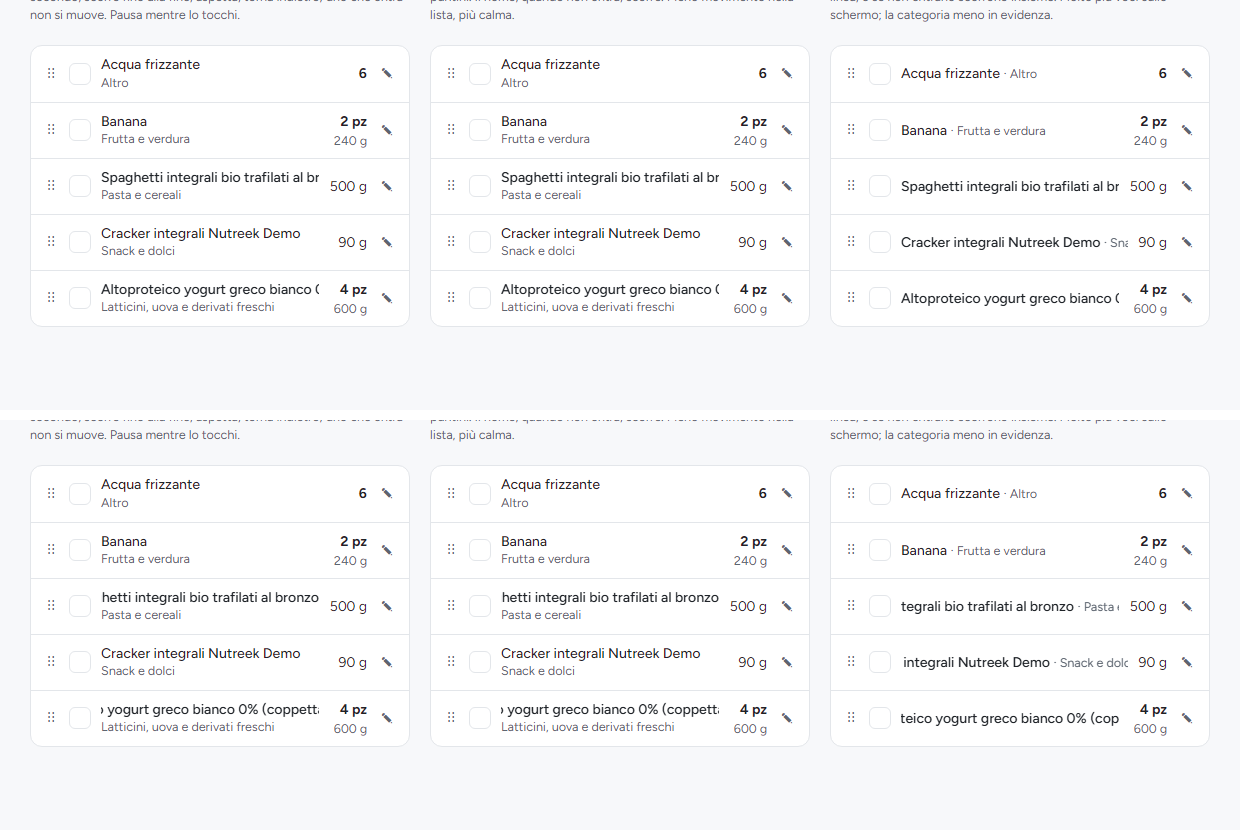 non si muove. Pausa mentre lo tocchi.
lista, più calma.
schermo; la categoria meno in evidenza.
Acqua frizzante
Altro
6
Banana
Frutta e verdura
2 pz
240 g
Spaghetti integrali bio trafilati al br
Pasta e cereali
500 g
Cracker integrali Nutreek Demo
Snack e dolci
90 g
Altoproteico yogurt greco bianco
Latticini, uova e derivati freschi
4 pz
600 g
Acqua frizzante
Altro
6
Banana
Frutta e verdura
2 pz
240 g
Spaghetti integrali bio trafilati al br
Pasta e cereali
500 g
Cracker integrali Nutreek Demo
Snack e dolci
90 g
Altoproteico yogurt greco bianco
Latticini, uova e derivati freschi
4 pz
600 g
Acqua frizzante · Altro
6
Banana · Frutta e verdura
2 pz
240 g
Spaghetti integrali bio trafilati al br
500 g
Cracker integrali Nutreek Demo · Sna
90 g
Altoproteico yogurt greco bianco
4 pz
600 g
non si muove. Pausa mentre lo tocchi.
lista, più calma.
schermo; la categoria meno in evidenza.
Acqua frizzante
Altro
6
Banana
Frutta e verdura
2 pz
240 g
hetti integrali bio trafilati al bronzo
Pasta e cereali
500 g
Cracker integrali Nutreek Demo
Snack e dolci
90 g
yogurt greco bianco 0% (coppetta
Latticini, uova e derivati freschi
4 pz
600 g
Acqua frizzante
Altro
6
Banana
Frutta e verdura
2 pz
240 g
hetti integrali bio trafilati al bronzo
Pasta e cereali
500 g
Cracker integrali Nutreek Demo
Snack e dolci
90 g
yogurt greco bianco 0% (coppetta
Latticini, uova e derivati freschi
4 pz
600 g
Acqua frizzante · Altro
6
Banana · Frutta e verdura
2 pz
240 g
tegrali bio trafilati al bronzo · Pasta
500 g
integrali Nutreek Demo · Snack e dolc
90 g
teico yogurt greco bianco 0% (cop
4 pz
600 g